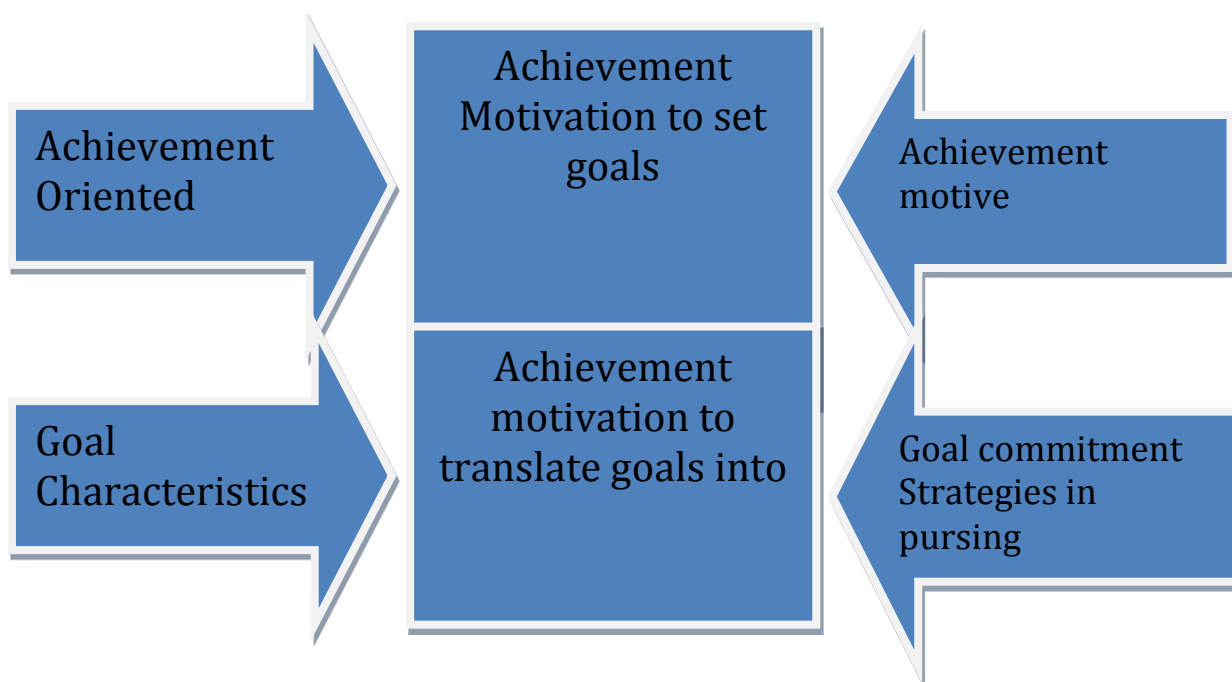 Achievement
Oriented
Achievement
Motivation to set
goals
Achievement
motive
Goal
Characteristics
Achievement
motivation to
translate goals into
Goal commitment
Strategies in
pursing